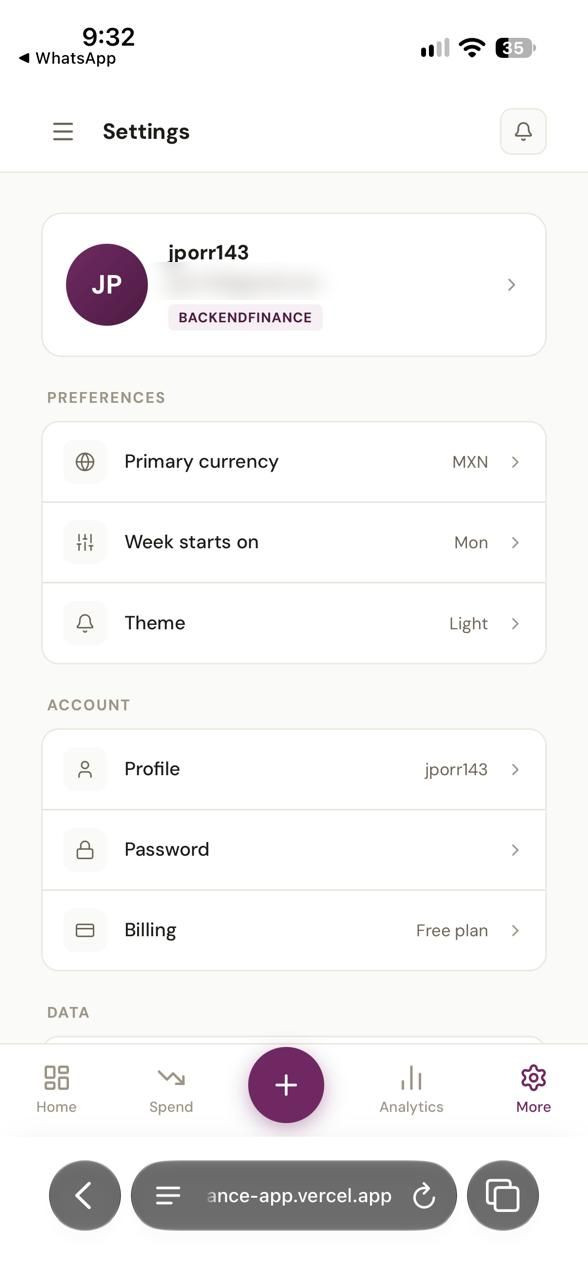 9:32
WhatsApp
35
Settings
JP
jporr143
BACKENDFINANCE
PREFERENCES
Primary currency MXN
Week starts on Mon
Theme Light
ACCOUNT
Profile jporr143
Password
Billing Free plan
DATA
Home Spend Analytics More
ance-app.vercel.app